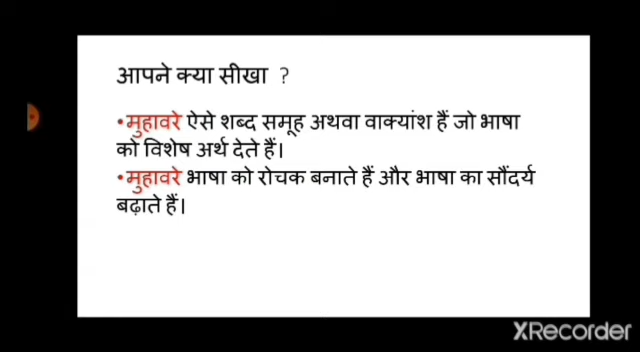 आपने क्या सीखा ?
•मुहावरे ऐसे शब्द समूह अथवा वाक्यांश हैं जो भाषा
को विशेष अर्थ देते हैं।
•मुहावरे भाषा को रोचक बनाते हैं और भाषा का सौंदर्य
बढ़ाते हैं।
XRecorder